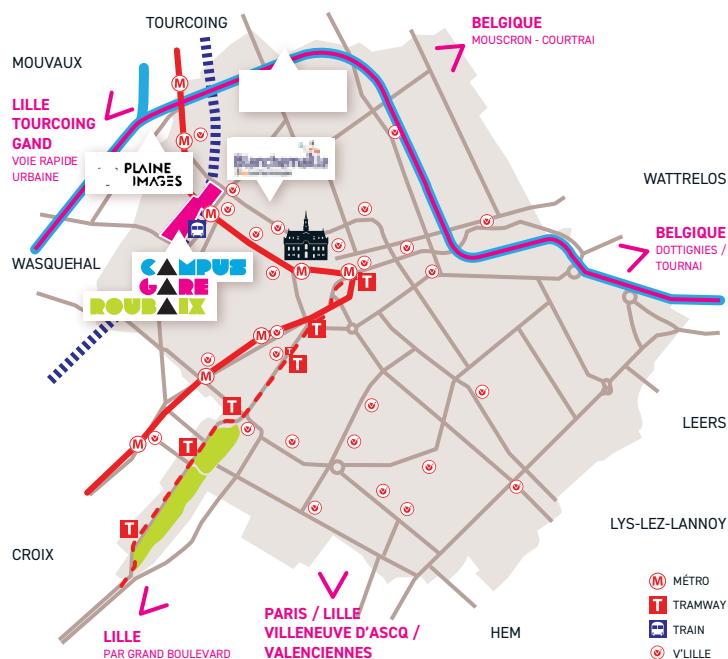 TOURCOING
BELGIQUE
MOUSCRON - COURTRAI
MOUVAUX
LILLE
TOURCOING
GAND
VOIE RAPIDE
URBAINE
M
M
PLAINE
IMAGES
Blanchemaille
WATTRELOS
M
BELGIQUE
DOTTIGNIES /
TOURNAI
WASQUEHAL
CAMPUS
GARE
ROUBAIX
M
M
T
T
M
T
M
T
LEERS
M
T
T
LYS-LEZ-LANNOY
CROIX
M MÉTRO
T TRAMWAY
TRAIN
V'LILLE
PARIS / LILLE
VILLENEUVE D'ASCQ /
VALENCIENNES
HEM
LILLE
PAR GRAND BOULEVARD